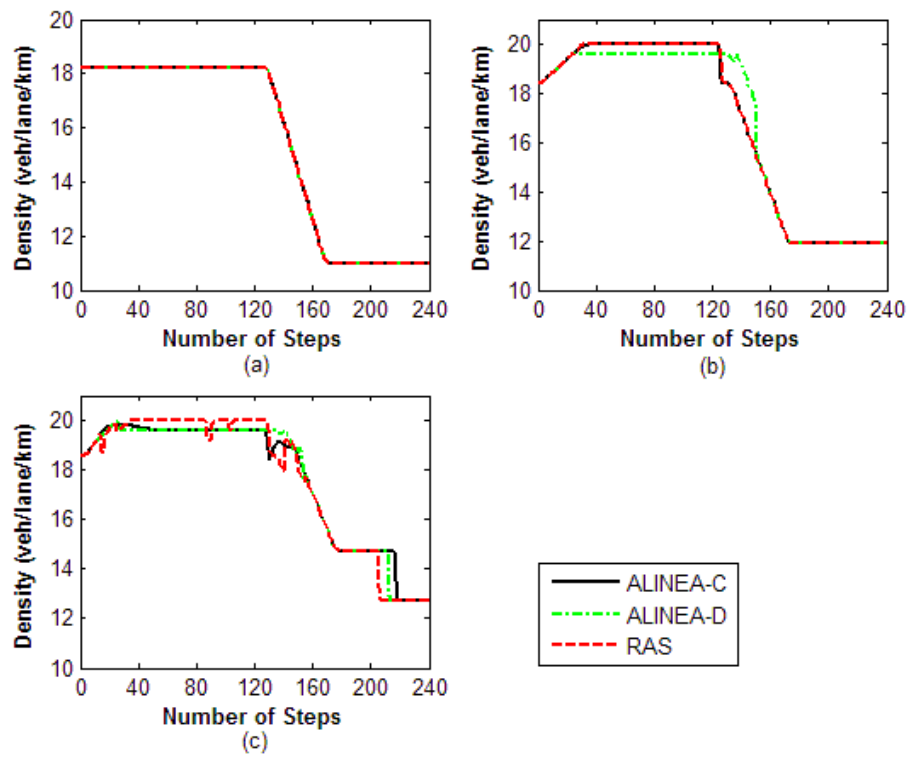 20
18
16
14
12
10
Density (veh/lane/km)
0 40 80 120 160 200 240
Number of Steps
(a)
20
18
16
14
12
10
Density (veh/lane/km)
0 40 80 120 160 200 240
Number of Steps
(b)
20
18
16
14
12
10
Density (veh/lane/km)
0 40 80 120 160 200 240
Number of Steps
(c)
ALINEA-C
ALINEA-D
RAS